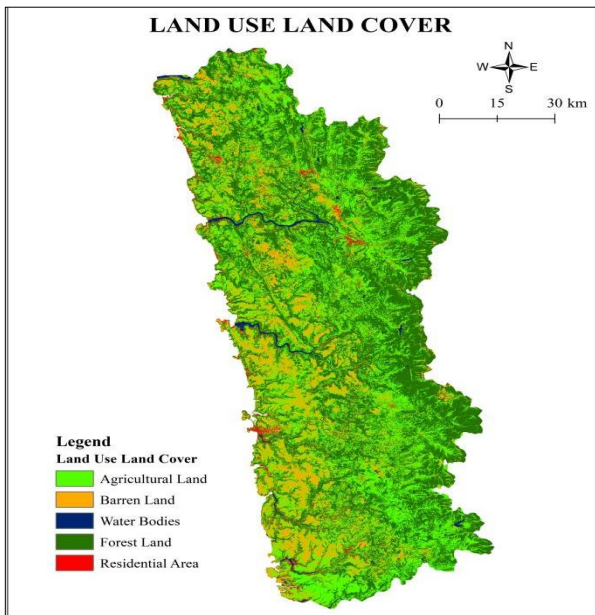 LAND USE LAND COVER
N
W E
S
0 15 30 km
Legend
Land Use Land Cover
Agricultural Land
Barren Land
Water Bodies
Forest Land
Residential Area